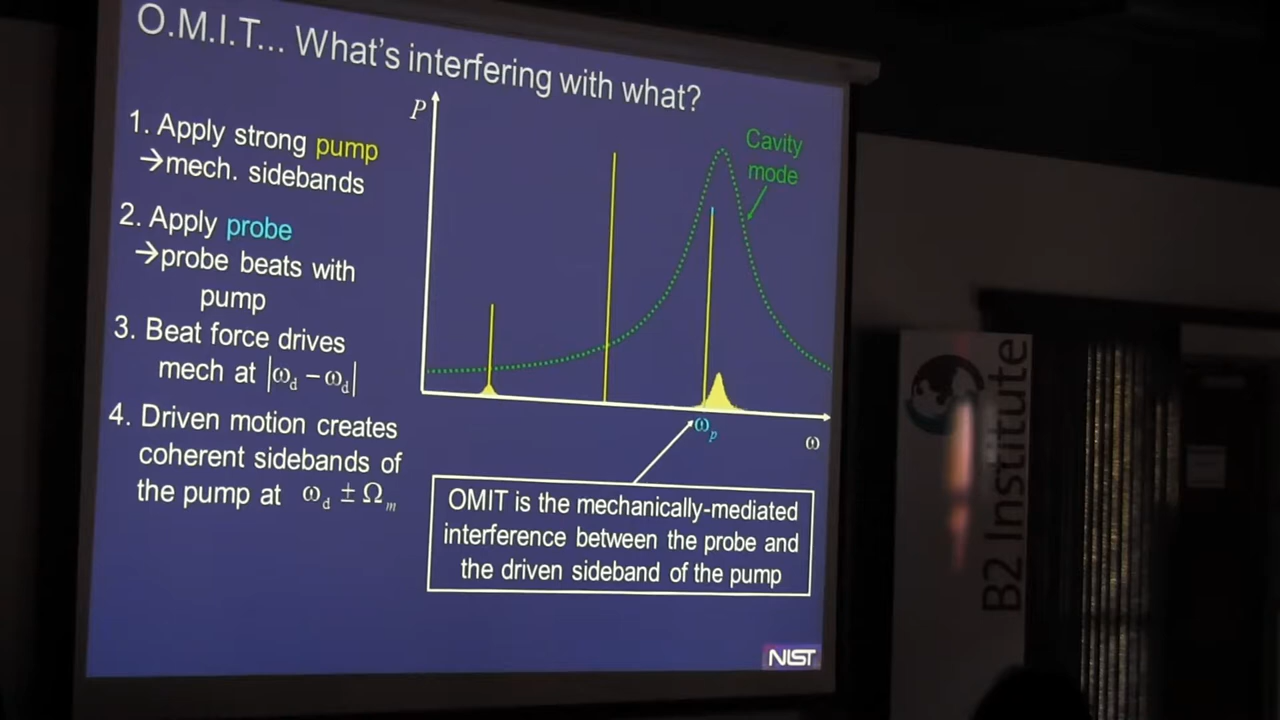 O.M.I.T... What's interfering with what?
1. Apply strong pump
→mech. sidebands
2. Apply probe
→probe beats with
pump
3. Beat force drives
mech at |ω_d − ω_d|
4. Driven motion creates
coherent sidebands of
the pump at ω_d ± Ω_m
P
Cavity
mode
ω_p
ω
OMIT is the mechanically-mediated
interference between the probe and
the driven sideband of the pump
NIST
B2 Institute